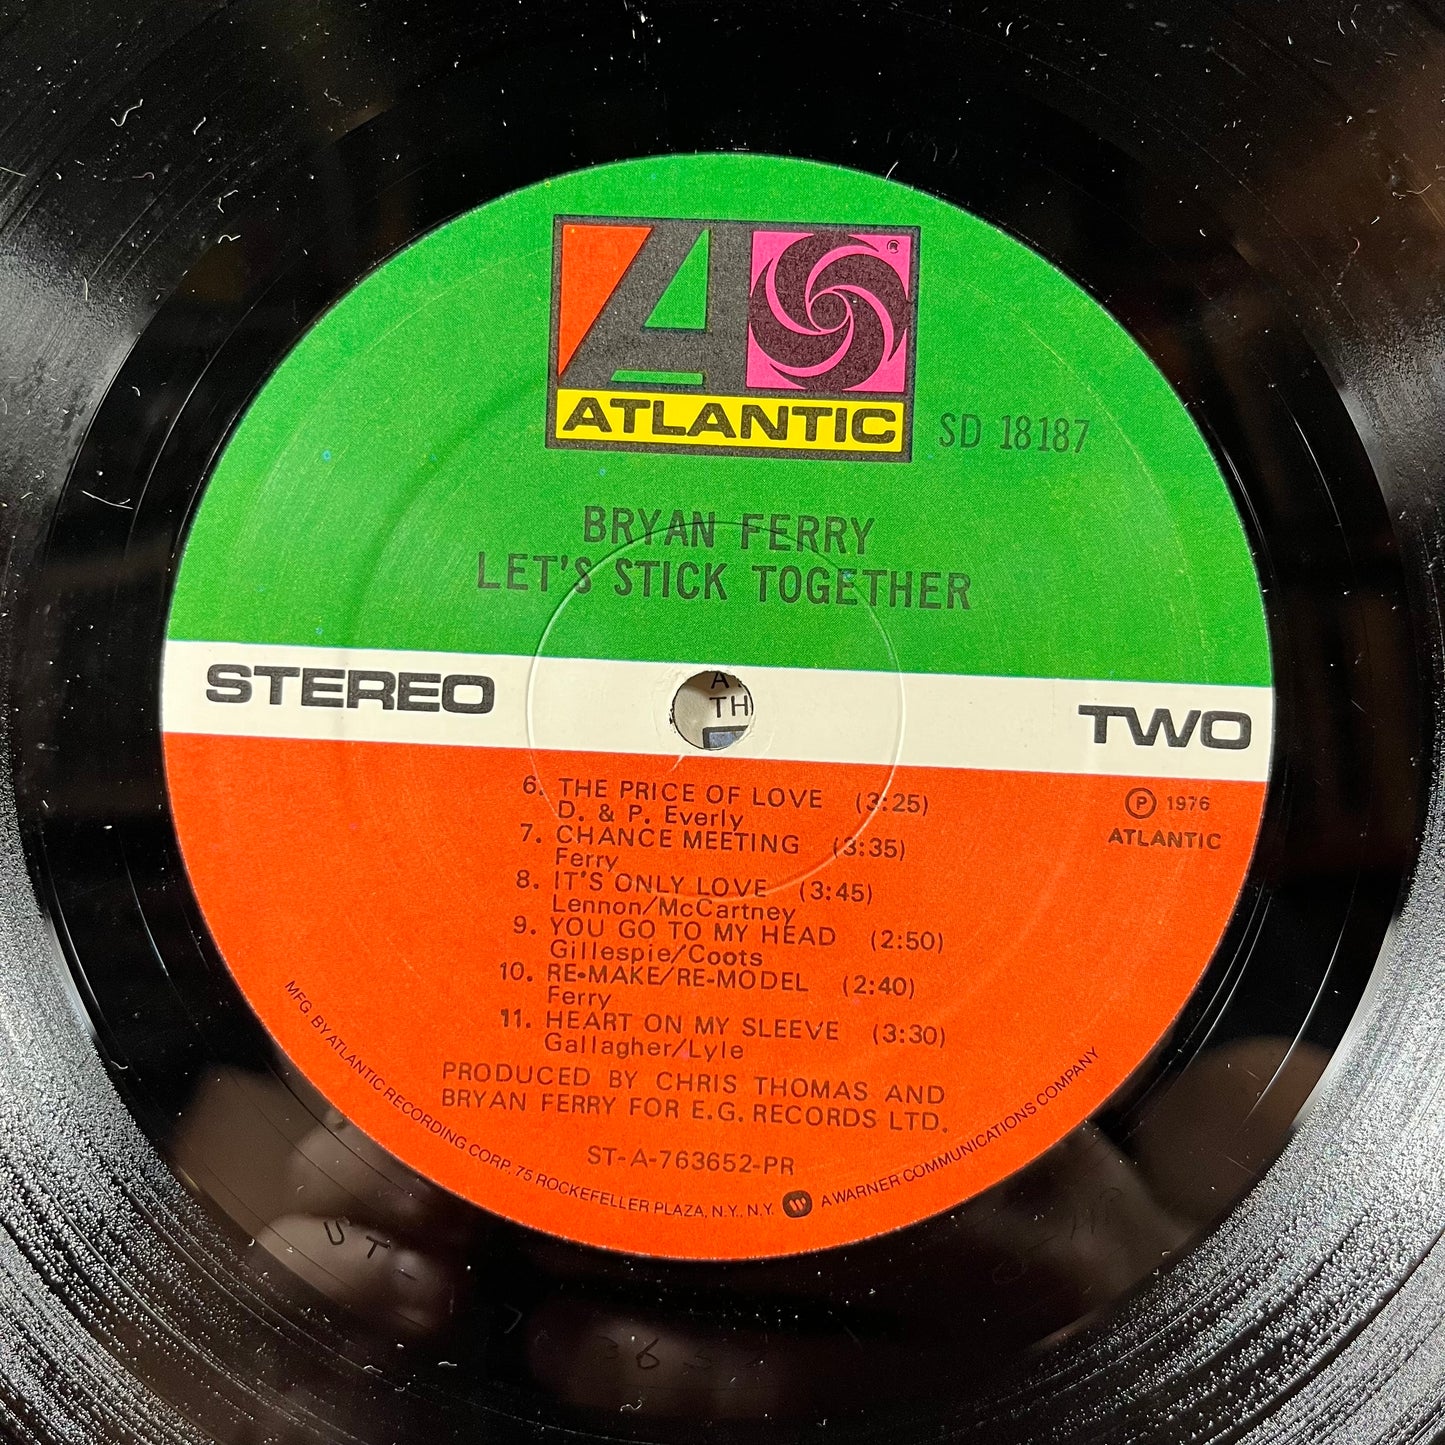 ATLANTIC
®
SD 18187
BRYAN FERRY
LET'S STICK TOGETHER
STEREO
TWO
A
TH
6. THE PRICE OF LOVE (3:25)
D. & P. Everly
7. CHANCE MEETING (3:35)
Ferry
8. IT'S ONLY LOVE (3:45)
Lennon/McCartney
9. YOU GO TO MY HEAD (2:50)
Gillespie/Coots
10. RE-MAKE/RE-MODEL (2:40)
Ferry
11. HEART ON MY SLEEVE (3:30)
Gallagher/Lyle
℗ 1976
ATLANTIC
PRODUCED BY CHRIS THOMAS AND
BRYAN FERRY FOR E.G. RECORDS LTD.
ST-A-763652-PR
MFG. BY ATLANTIC RECORDING CORP. 75 ROCKEFELLER PLAZA, N.Y., N.Y. A WARNER COMMUNICATIONS COMPANY
ST-